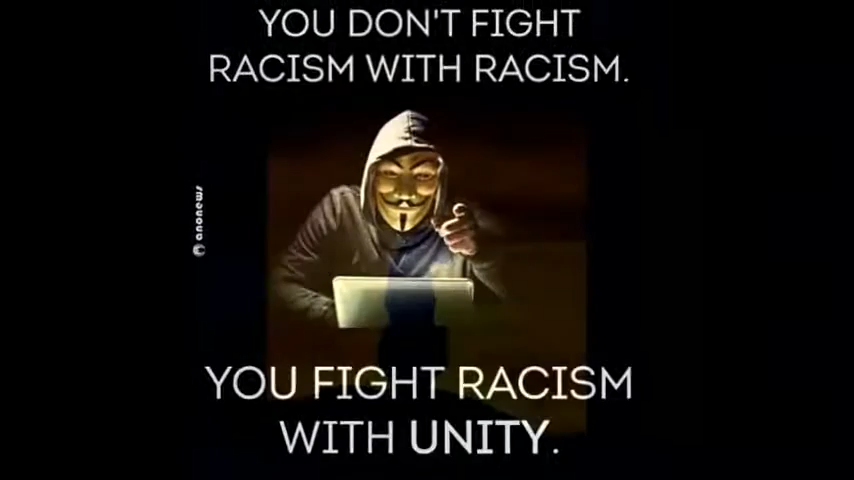 YOU DON'T FIGHT
RACISM WITH RACISM.
anonews
YOU FIGHT RACISM
WITH UNITY.